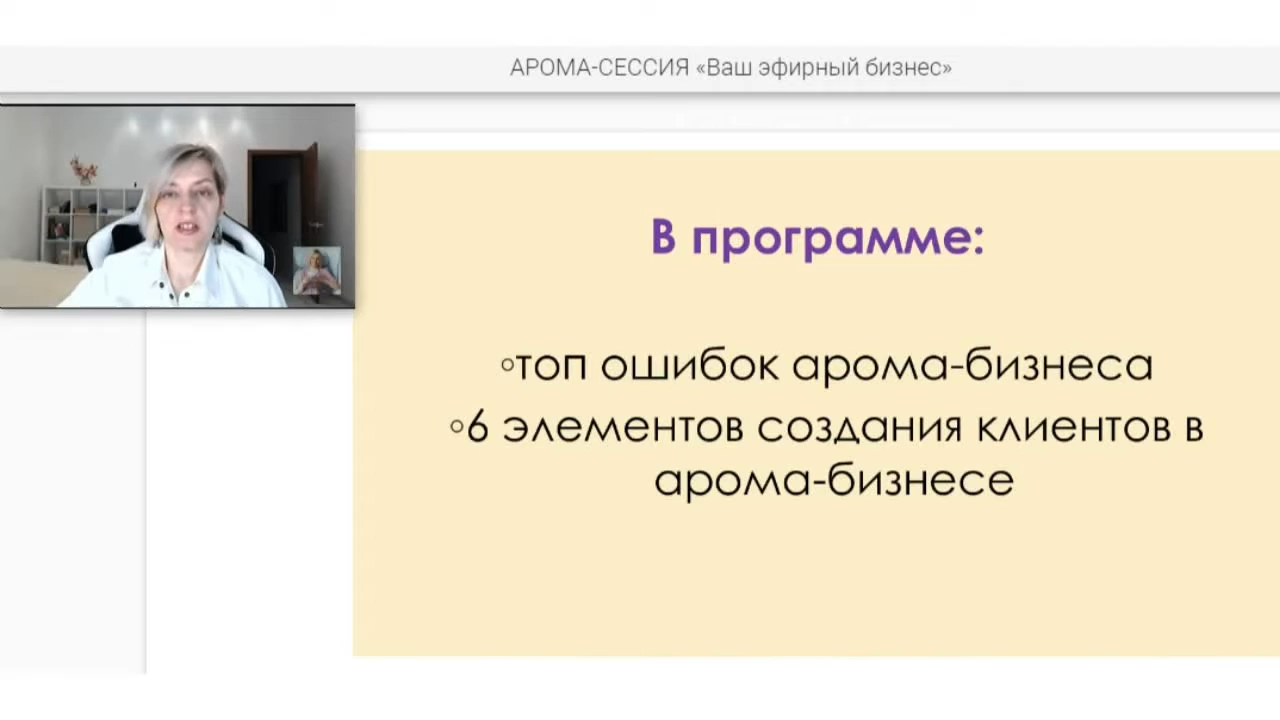 АРОМА-СЕССИЯ «Ваш эфирный бизнес»
В программе:
◦топ ошибок арома-бизнеса
◦6 элементов создания клиентов в
арома-бизнесе